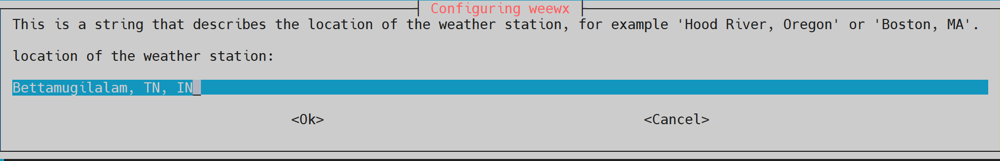 Configuring weewx
This is a string that describes the location of the weather station, for example 'Hood River, Oregon' or 'Boston, MA'.
location of the weather station:
Bettamugilalam, TN, IN
<Ok> <Cancel>